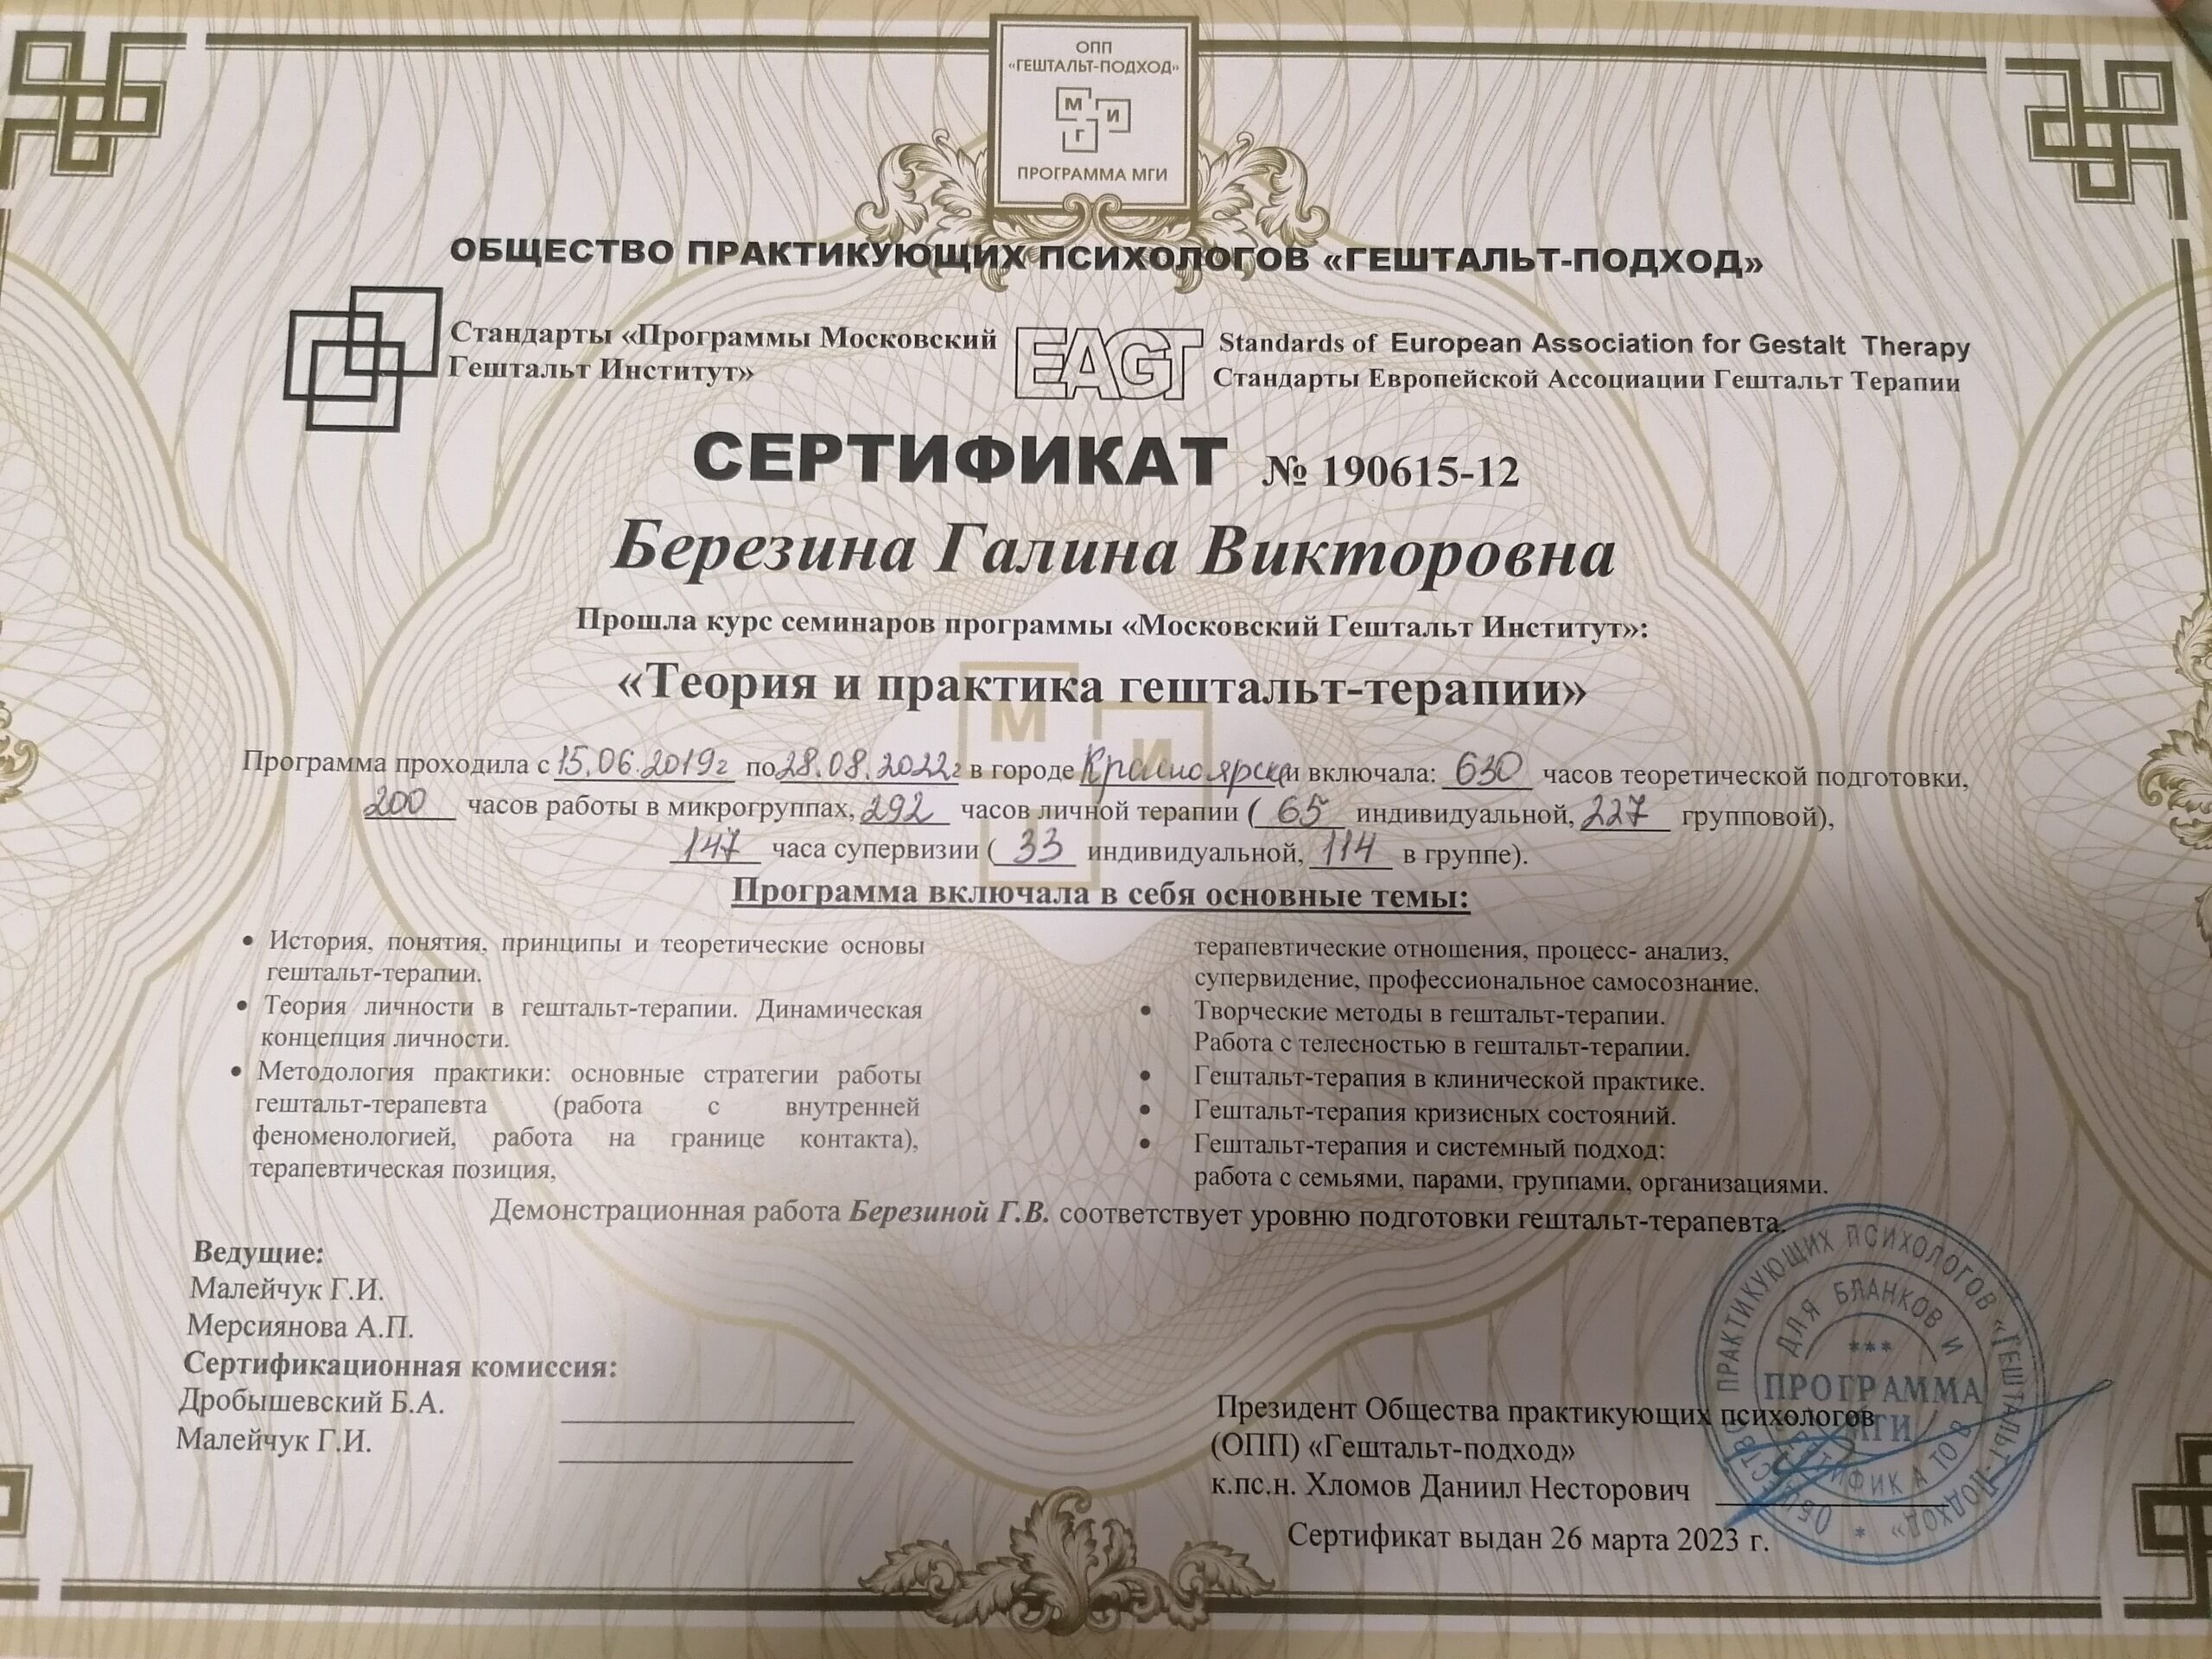 ОПП
«ГЕШТАЛЬТ-ПОДХОД»
М И Г
ПРОГРАММА МГИ
ОБЩЕСТВО ПРАКТИКУЮЩИХ ПСИХОЛОГОВ «ГЕШТАЛЬТ-ПОДХОД»
Стандарты «Программы Московский
Гештальт Институт»
EAGT
Standards of European Association for Gestalt Therapy
Стандарты Европейской Ассоциации Гештальт Терапии
СЕРТИФИКАТ № 190615-12
Березина Галина Викторовна
Прошла курс семинаров программы «Московский Гештальт Институт»:
«Теория и практика гештальт-терапии»
М И
Программа проходила с 15.06.2019г по 28.08.2022г в городе Красноярске и включала: 630 часов теоретической подготовки,
200 часов работы в микрогруппах, 292 часов личной терапии ( 65 индивидуальной, 227 групповой),
147 часа супервизии ( 33 индивидуальной, 114 в группе).
Программа включала в себя основные темы:
• История, понятия, принципы и теоретические основы
гештальт-терапии.
• Теория личности в гештальт-терапии. Динамическая
концепция личности.
• Методология практики: основные стратегии работы
гештальт-терапевта (работа с внутренней
феноменологией, работа на границе контакта),
терапевтическая позиция,
терапевтические отношения, процесс- анализ,
супервидение, профессиональное самосознание.
• Творческие методы в гештальт-терапии.
Работа с телесностью в гештальт-терапии.
• Гештальт-терапия в клинической практике.
• Гештальт-терапия кризисных состояний.
• Гештальт-терапия и системный подход:
работа с семьями, парами, группами, организациями.
Демонстрационная работа Березиной Г.В. соответствует уровню подготовки гештальт-терапевта.
Ведущие:
Малейчук Г.И.
Мерсиянова А.П.
Сертификационная комиссия:
Дробышевский Б.А.
Малейчук Г.И.
Президент Общества практикующих психологов
(ОПП) «Гештальт-подход»
к.пс.н. Хломов Даниил Несторович
Сертификат выдан 26 марта 2023 г.
ОБЩЕСТВО ПРАКТИКУЮЩИХ ПСИХОЛОГОВ «ГЕШТАЛЬТ-ПОДХОД» *
ДЛЯ БЛАНКОВ И СЕРТИФИКАТОВ
***
ПРОГРАММА
МГИ